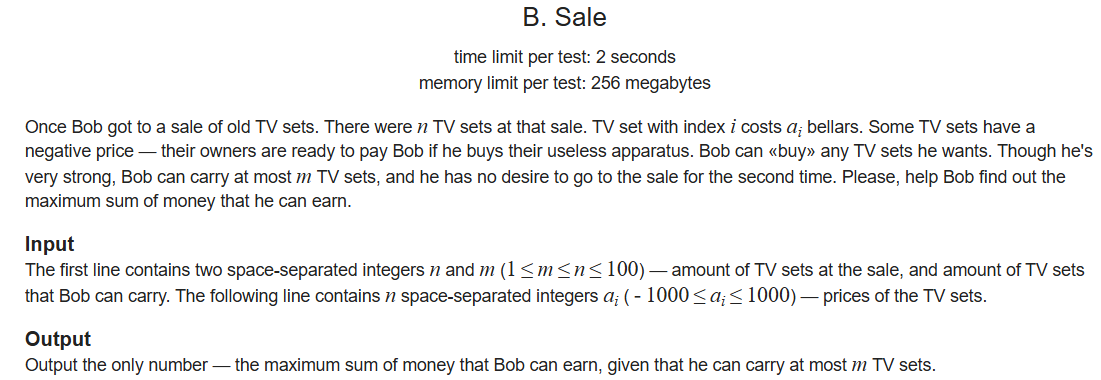 B. Sale
time limit per test: 2 seconds
memory limit per test: 256 megabytes
Once Bob got to a sale of old TV sets. There were n TV sets at that sale. TV set with index i costs aᵢ bellars. Some TV sets have a
negative price — their owners are ready to pay Bob if he buys their useless apparatus. Bob can «buy» any TV sets he wants. Though he's
very strong, Bob can carry at most m TV sets, and he has no desire to go to the sale for the second time. Please, help Bob find out the
maximum sum of money that he can earn.
Input
The first line contains two space-separated integers n and m (1 ≤ m ≤ n ≤ 100) — amount of TV sets at the sale, and amount of TV sets
that Bob can carry. The following line contains n space-separated integers aᵢ ( - 1000 ≤ aᵢ ≤ 1000) — prices of the TV sets.
Output
Output the only number — the maximum sum of money that Bob can earn, given that he can carry at most m TV sets.